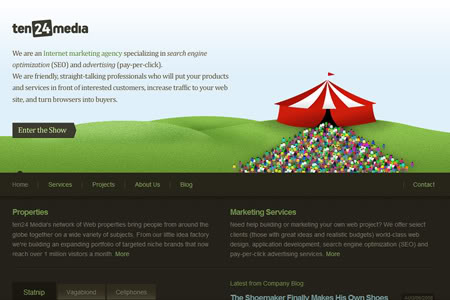 ten24media
We are an Internet marketing agency specializing in search engine
optimization (SEO) and advertising (pay-per-click).
We are friendly, straight-talking professionals who will put your products
and services in front of interested customers, increase traffic to your web
site, and turn browsers into buyers.
Enter the Show
Home Services Projects About Us Blog Contact
Properties
ten24 Media's network of Web properties bring people from around the
globe together on a wide variety of subjects. From our little idea factory
we're building an expanding portfolio of targeted niche brands that now
reach over 1 million visitors a month. More
Marketing Services
Need help building or marketing your own web project? We offer select
clients (those with great ideas and realistic budgets) world-class web
design, application development, search engine optimization (SEO) and
pay-per-click advertising services. More
Statnip Vagabond Cellphones
Latest from Company Blog
The Shoemaker Finally Makes His Own Shoes